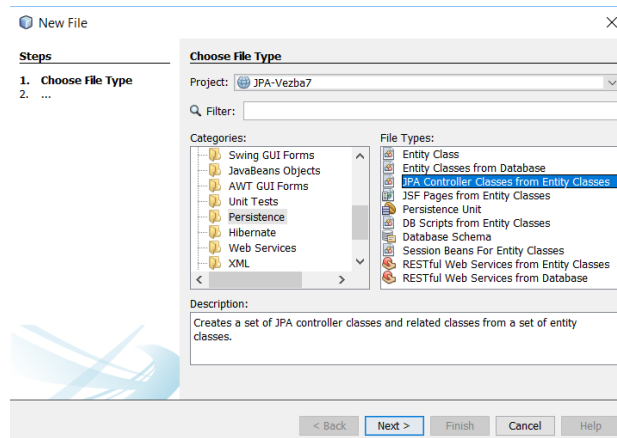 New File
Steps
1. Choose File Type
2. ...
Choose File Type
Project: JPA-Vezba7
Filter:
Categories:
Swing GUI Forms
JavaBeans Objects
AWT GUI Forms
Unit Tests
Persistence
Hibernate
Web Services
XML
File Types:
Entity Class
Entity Classes from Database
JPA Controller Classes from Entity Classes
JSF Pages from Entity Classes
Persistence Unit
DB Scripts from Entity Classes
Database Schema
Session Beans For Entity Classes
RESTful Web Services from Entity Classes
RESTful Web Services from Database
Description:
Creates a set of JPA controller classes and related classes from a set of entity
classes.
< Back Next > Finish Cancel Help